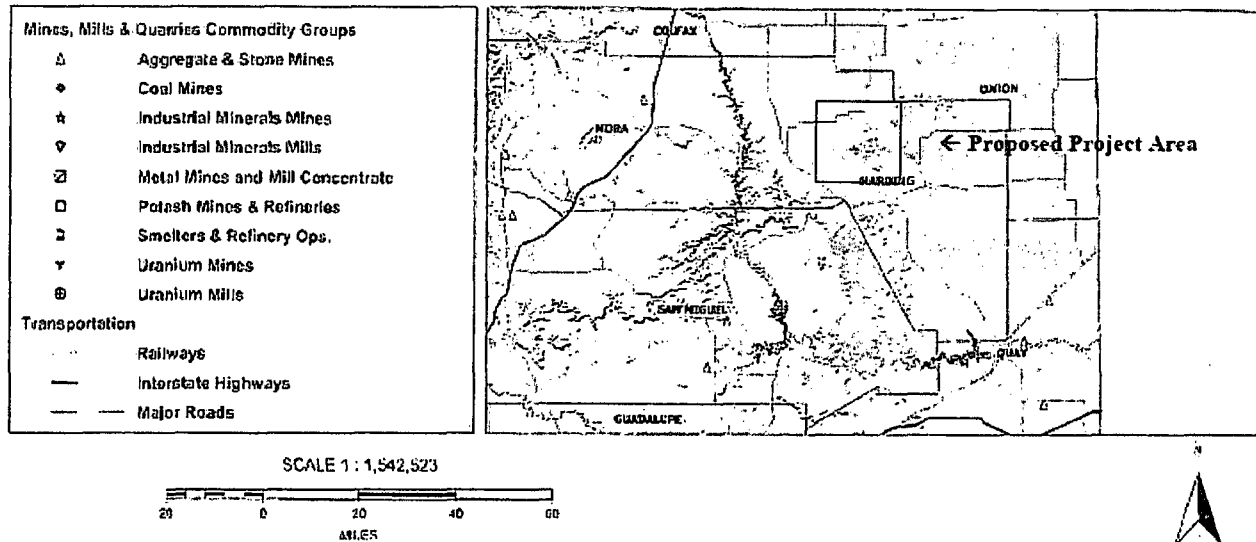 Mines, Mills & Quarries Commodity Groups
Aggregate & Stone Mines
Coal Mines
Industrial Minerals Mines
Industrial Minerals Mills
Metal Mines and Mill Concentrate
Potash Mines & Refineries
Smelters & Refinery Ops.
Uranium Mines
Uranium Mills
Transportation
Railways
Interstate Highways
Major Roads
COLFAX
UNION
MORA
← Proposed Project Area
HARDING
SAN MIGUEL
QUAY
GUADALUPE
SCALE 1 : 1,542,523
20 0 20 40 60
MILES
N